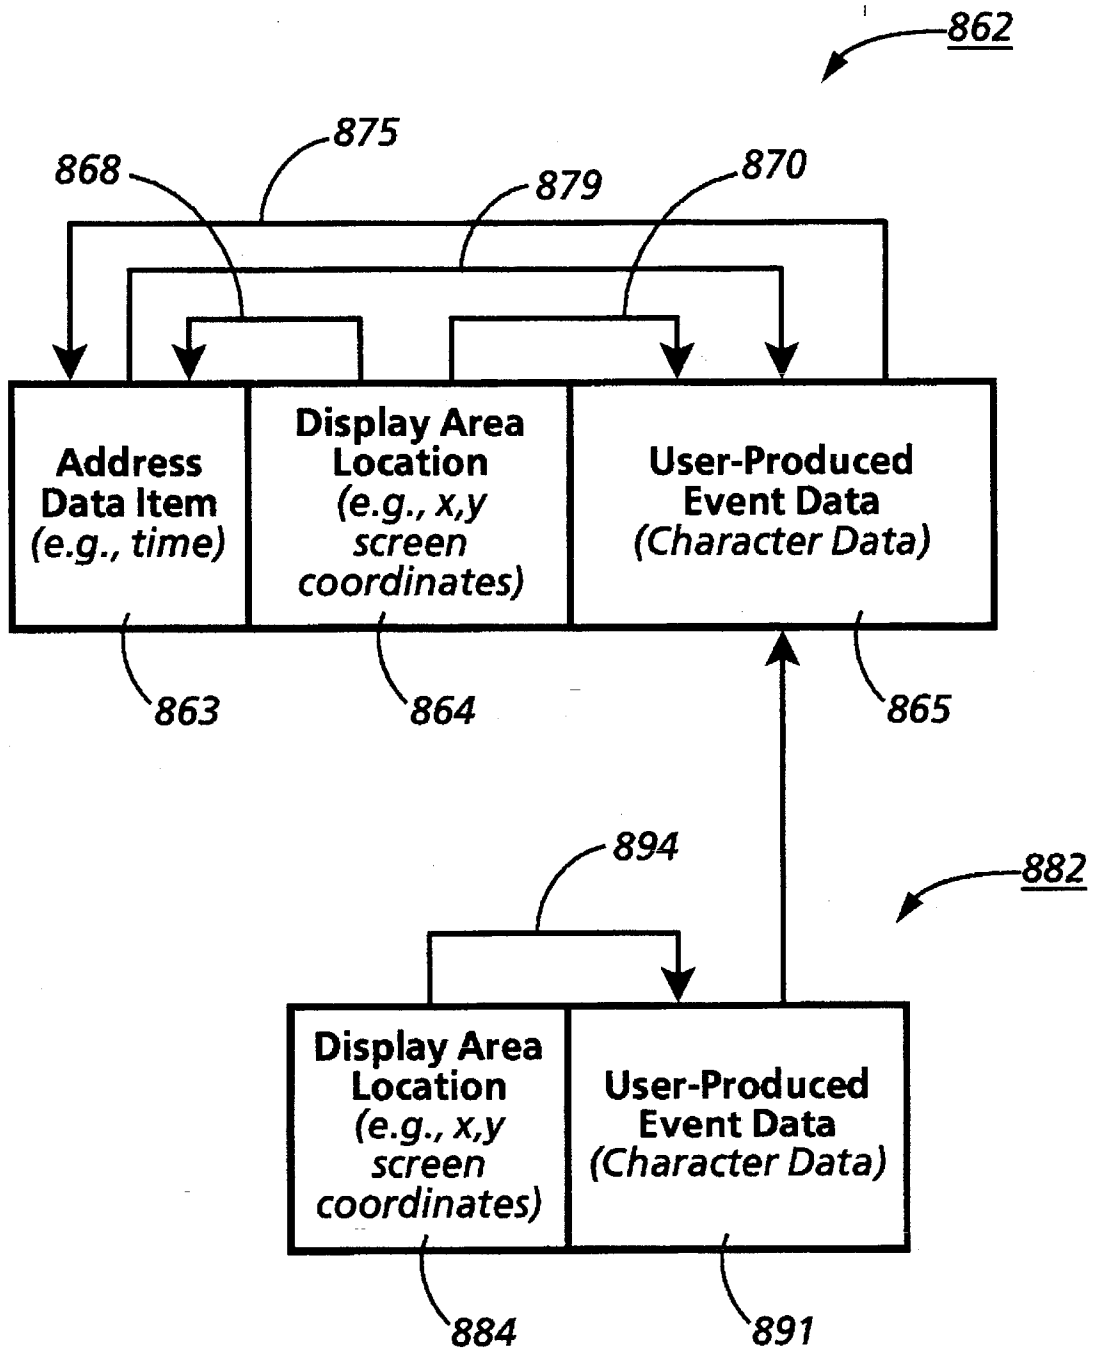 862
875
868
879
870
Address
Data Item
(e.g., time)
Display Area
Location
(e.g., x,y
screen
coordinates)
User-Produced
Event Data
(Character Data)
863
864
865
894
882
Display Area
Location
(e.g., x,y
screen
coordinates)
User-Produced
Event Data
(Character Data)
884
891